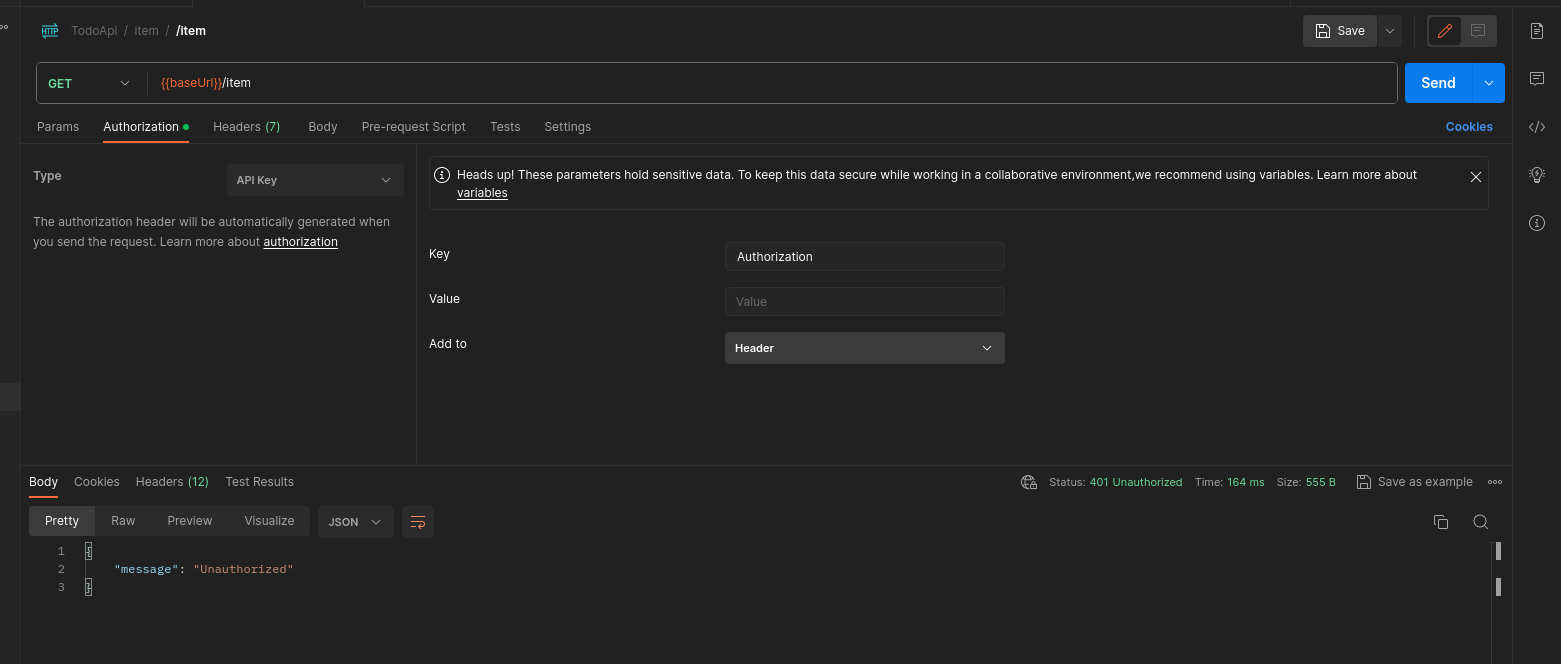 HTTP TodoApi / item / /item
Save
GET {{baseUrl}}/item
Send
Params Authorization Headers (7) Body Pre-request Script Tests Settings Cookies
Type API Key
The authorization header will be automatically generated when
you send the request. Learn more about authorization
Heads up! These parameters hold sensitive data. To keep this data secure while working in a collaborative environment,we recommend using variables. Learn more about
variables
Key Authorization
Value Value
Add to Header
Body Cookies Headers (12) Test Results Status: 401 Unauthorized Time: 164 ms Size: 555 B Save as example
Pretty Raw Preview Visualize JSON
1 {
2 "message": "Unauthorized"
3 }